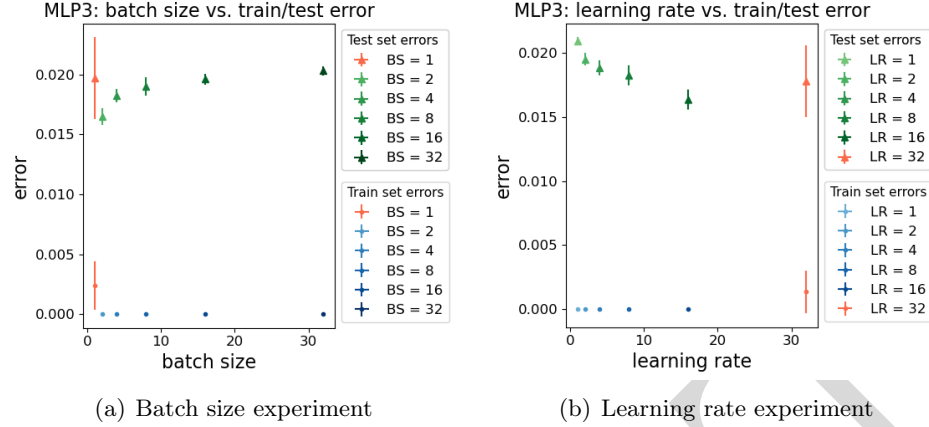 MLP3: batch size vs. train/test error
error
0.020
0.015
0.010
0.005
0.000
0
10
20
30
batch size
Test set errors
BS = 1
BS = 2
BS = 4
BS = 8
BS = 16
BS = 32
Train set errors
BS = 1
BS = 2
BS = 4
BS = 8
BS = 16
BS = 32
(a) Batch size experiment
MLP3: learning rate vs. train/test error
error
0.020
0.015
0.010
0.005
0.000
0
10
20
30
learning rate
Test set errors
LR = 1
LR = 2
LR = 4
LR = 8
LR = 16
LR = 32
Train set errors
LR = 1
LR = 2
LR = 4
LR = 8
LR = 16
LR = 32
(b) Learning rate experiment